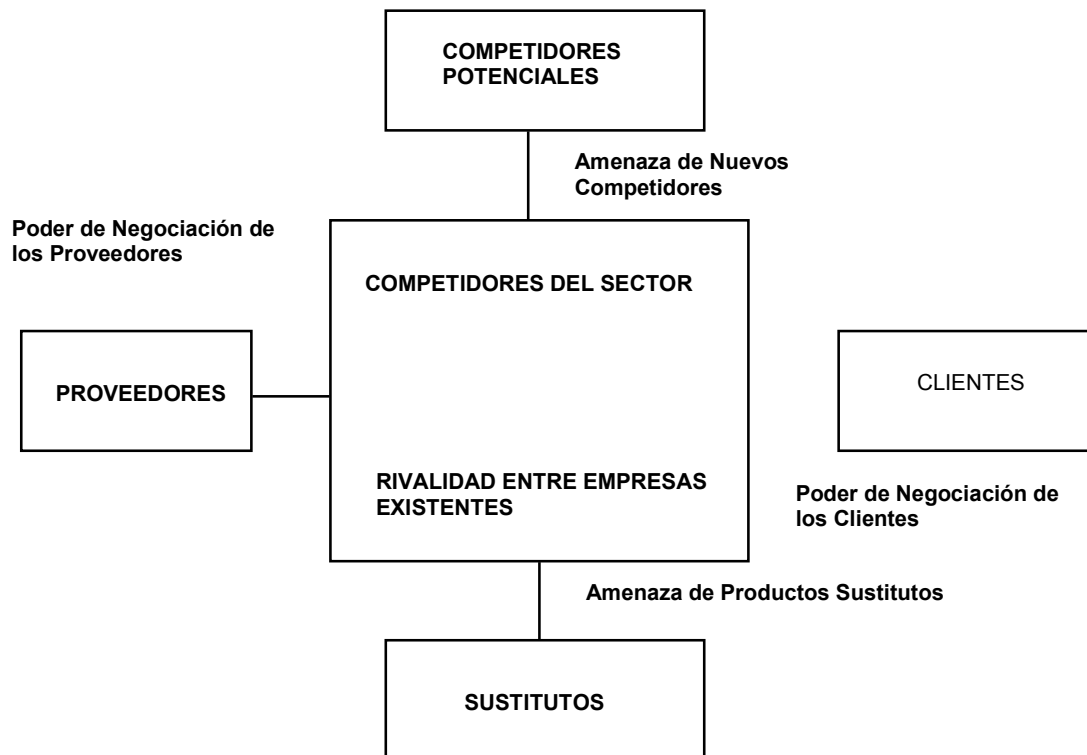 COMPETIDORES
POTENCIALES
Amenaza de Nuevos
Competidores
Poder de Negociación de
los Proveedores
COMPETIDORES DEL SECTOR
PROVEEDORES
CLIENTES
RIVALIDAD ENTRE EMPRESAS
EXISTENTES
Poder de Negociación de
los Clientes
Amenaza de Productos Sustitutos
SUSTITUTOS